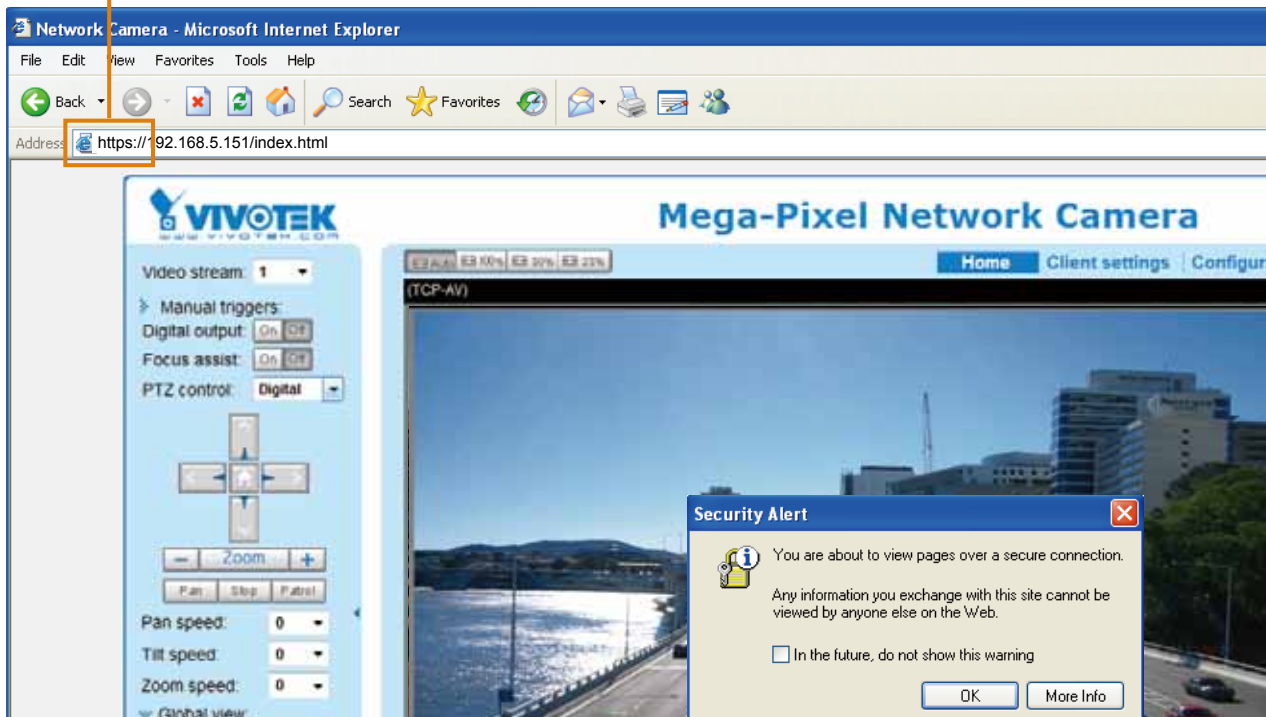 Network Camera - Microsoft Internet Explorer
File Edit View Favorites Tools Help
Back Search Favorites
Address https://192.168.5.151/index.html
VIVOTEK
WWW.VIVOTEK.COM
Mega-Pixel Network Camera
Home Client settings Configur
Video stream: 1
(TCP-AV)
Manual triggers:
Digital output: On Off
Focus assist: On Off
PTZ control: Digital
Zoom
Pan Stop Patrol
Pan speed: 0
Tilt speed: 0
Zoom speed: 0
Global view:
Security Alert
You are about to view pages over a secure connection.
Any information you exchange with this site cannot be
viewed by anyone else on the Web.
In the future, do not show this warning
OK More Info